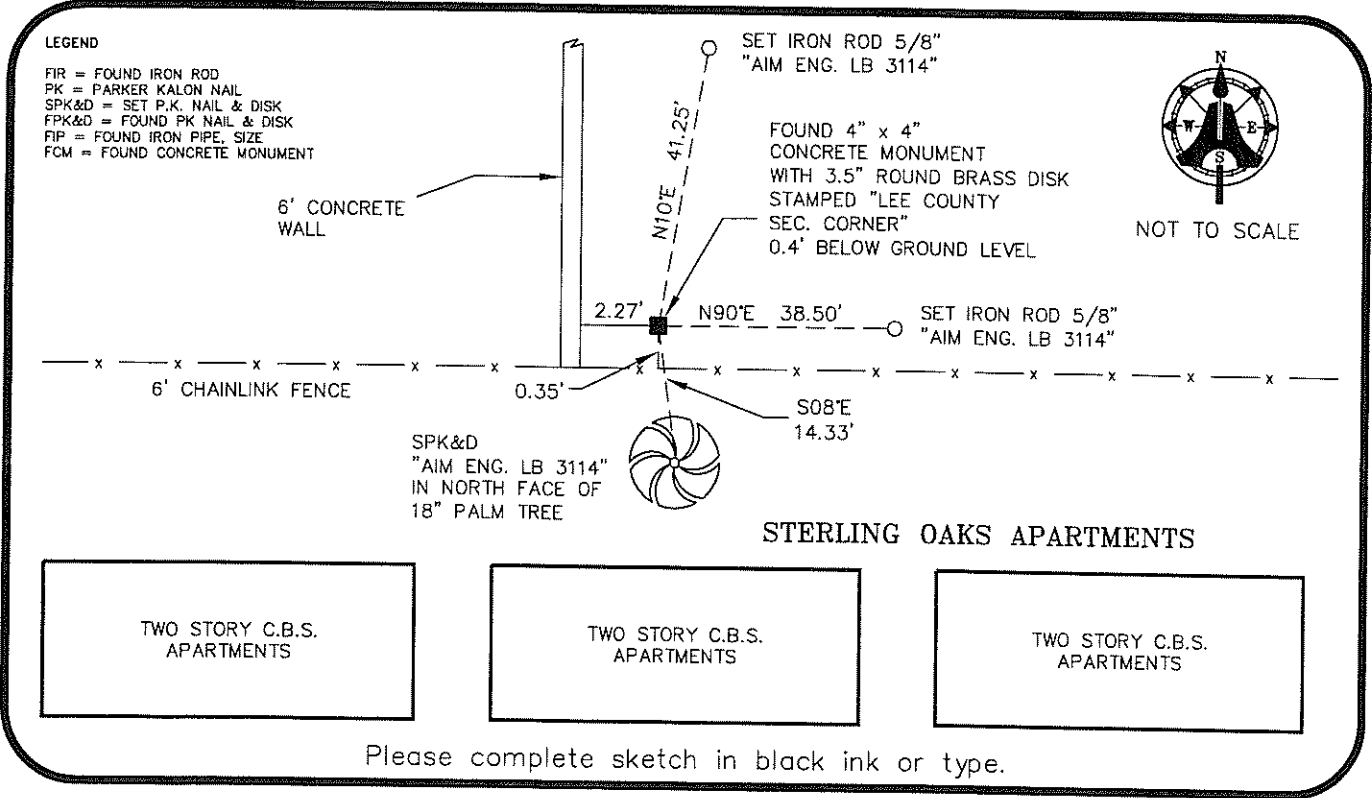 LEGEND
FIR = FOUND IRON ROD
PK = PARKER KALON NAIL
SPK&D = SET P.K. NAIL & DISK
FPK&D = FOUND PK NAIL & DISK
FIP = FOUND IRON PIPE, SIZE
FCM = FOUND CONCRETE MONUMENT
6' CONCRETE
WALL
SET IRON ROD 5/8"
"AIM ENG. LB 3114"
N10°E 41.25'
FOUND 4" x 4"
CONCRETE MONUMENT
WITH 3.5" ROUND BRASS DISK
STAMPED "LEE COUNTY
SEC. CORNER"
0.4' BELOW GROUND LEVEL
N
W E
S
NOT TO SCALE
2.27'
N90°E 38.50'
SET IRON ROD 5/8"
"AIM ENG. LB 3114"
6' CHAINLINK FENCE
0.35'
S08°E
14.33'
SPK&D
"AIM ENG. LB 3114"
IN NORTH FACE OF
18" PALM TREE
STERLING OAKS APARTMENTS
TWO STORY C.B.S.
APARTMENTS
TWO STORY C.B.S.
APARTMENTS
TWO STORY C.B.S.
APARTMENTS
Please complete sketch in black ink or type.